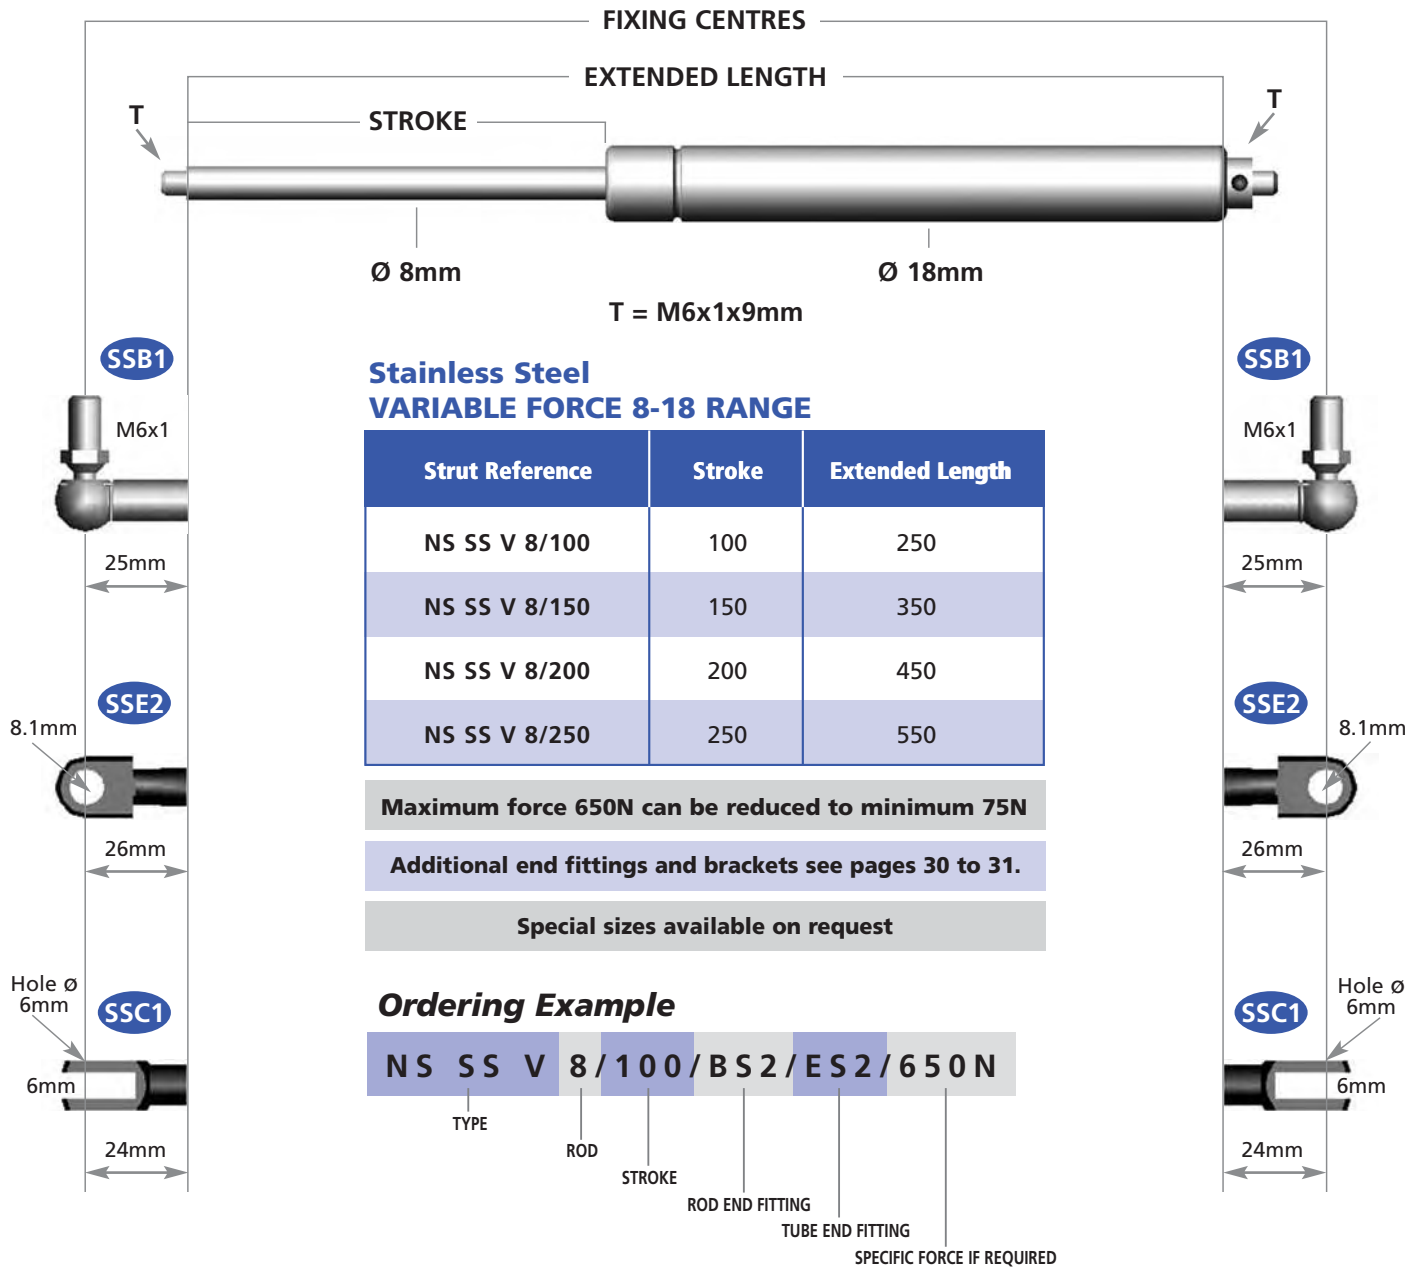 FIXING CENTRES
EXTENDED LENGTH
T
STROKE
T
Ø 8mm
Ø 18mm
T = M6x1x9mm
SSB1
SSB1
M6x1
M6x1
25mm
25mm
Stainless Steel
VARIABLE FORCE 8-18 RANGE
Strut Reference Stroke Extended Length
NS SS V 8/100 100 250
NS SS V 8/150 150 350
NS SS V 8/200 200 450
NS SS V 8/250 250 550
SSE2
SSE2
8.1mm
8.1mm
26mm
26mm
Maximum force 650N can be reduced to minimum 75N
Additional end fittings and brackets see pages 30 to 31.
Special sizes available on request
Hole ø
6mm
SSC1
6mm
24mm
SSC1
Hole ø
6mm
6mm
24mm
Ordering Example
NS SS V 8/100/BS2/ES2/650N
TYPE
ROD
STROKE
ROD END FITTING
TUBE END FITTING
SPECIFIC FORCE IF REQUIRED